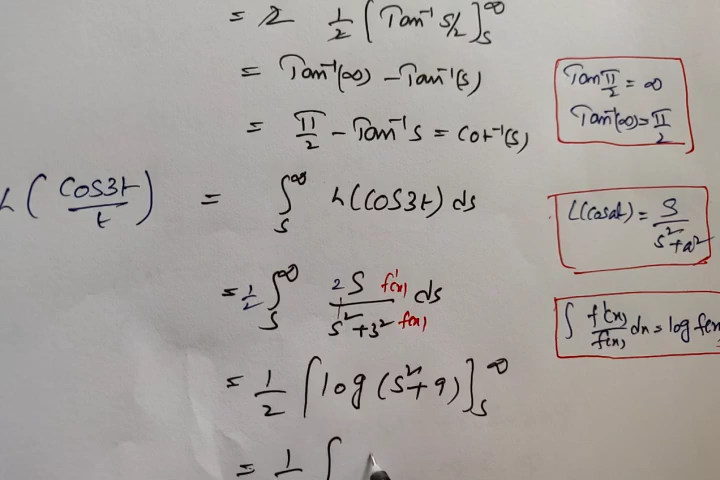 = 2 1/2 [Tan⁻¹ s/2]_s^∞
= Tan⁻¹(∞) - Tan⁻¹(s)
= π/2 - Tan⁻¹ s = Cot⁻¹(s)
Tan π/2 = ∞
Tan⁻¹(∞) = π/2
L(cos3t/t) = ∫_s^∞ L(cos3t) ds
L(cosat) = s/(s²+a²)
= 1/2 ∫_s^∞ 2s/(s²+3²) f'(x) f(x) ds
∫ f'(x)/f(x) dx = log f(x)
= 1/2 [log (s²+9)]_s^∞
= 1/ [